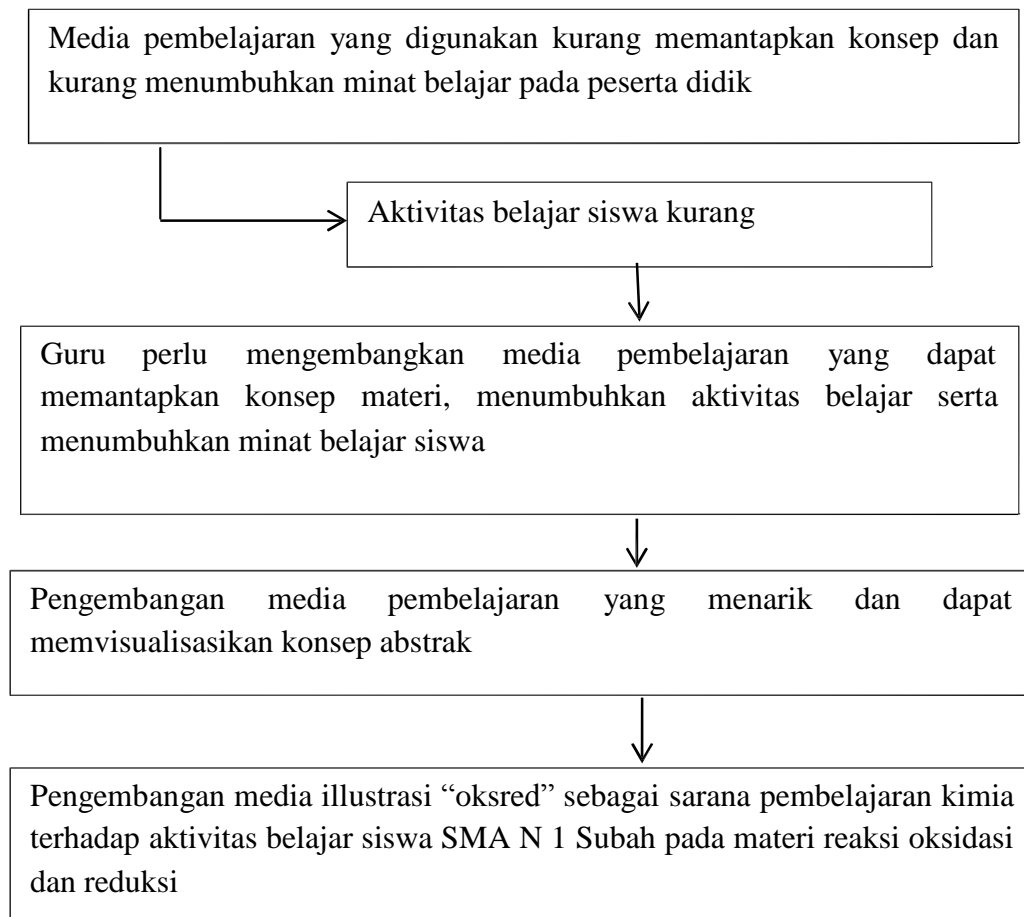 Media pembelajaran yang digunakan kurang memantapkan konsep dan
kurang menumbuhkan minat belajar pada peserta didik
Aktivitas belajar siswa kurang
Guru perlu mengembangkan media pembelajaran yang dapat
memantapkan konsep materi, menumbuhkan aktivitas belajar serta
menumbuhkan minat belajar siswa
Pengembangan media pembelajaran yang menarik dan dapat
memvisualisasikan konsep abstrak
Pengembangan media illustrasi “oksred” sebagai sarana pembelajaran kimia
terhadap aktivitas belajar siswa SMA N 1 Subah pada materi reaksi oksidasi
dan reduksi